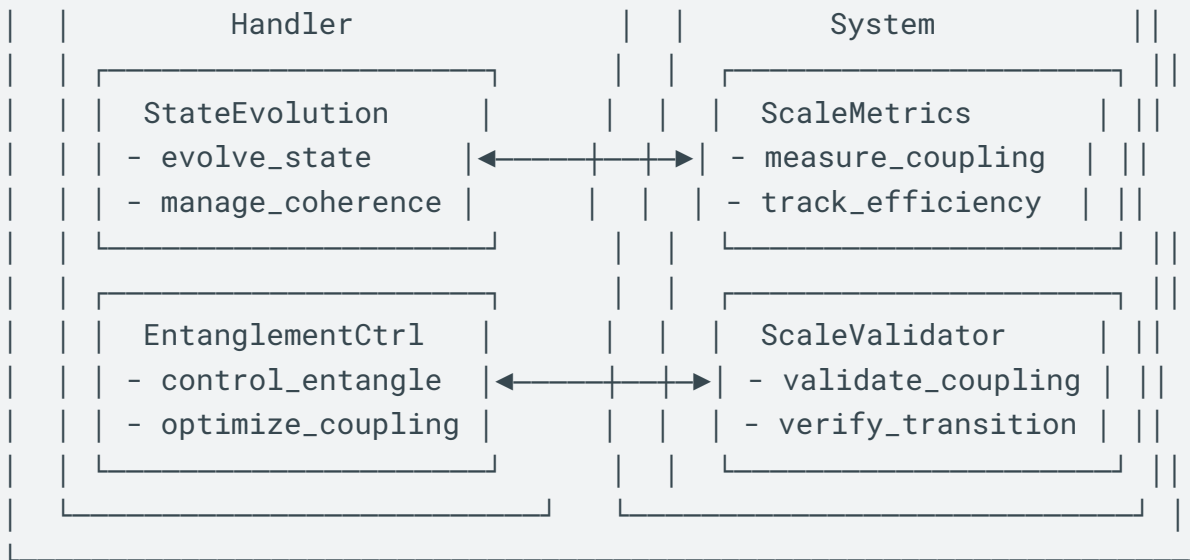 Handler System
StateEvolution ScaleMetrics
- evolve_state - measure_coupling
- manage_coherence - track_efficiency
EntanglementCtrl ScaleValidator
- control_entangle - validate_coupling
- optimize_coupling - verify_transition